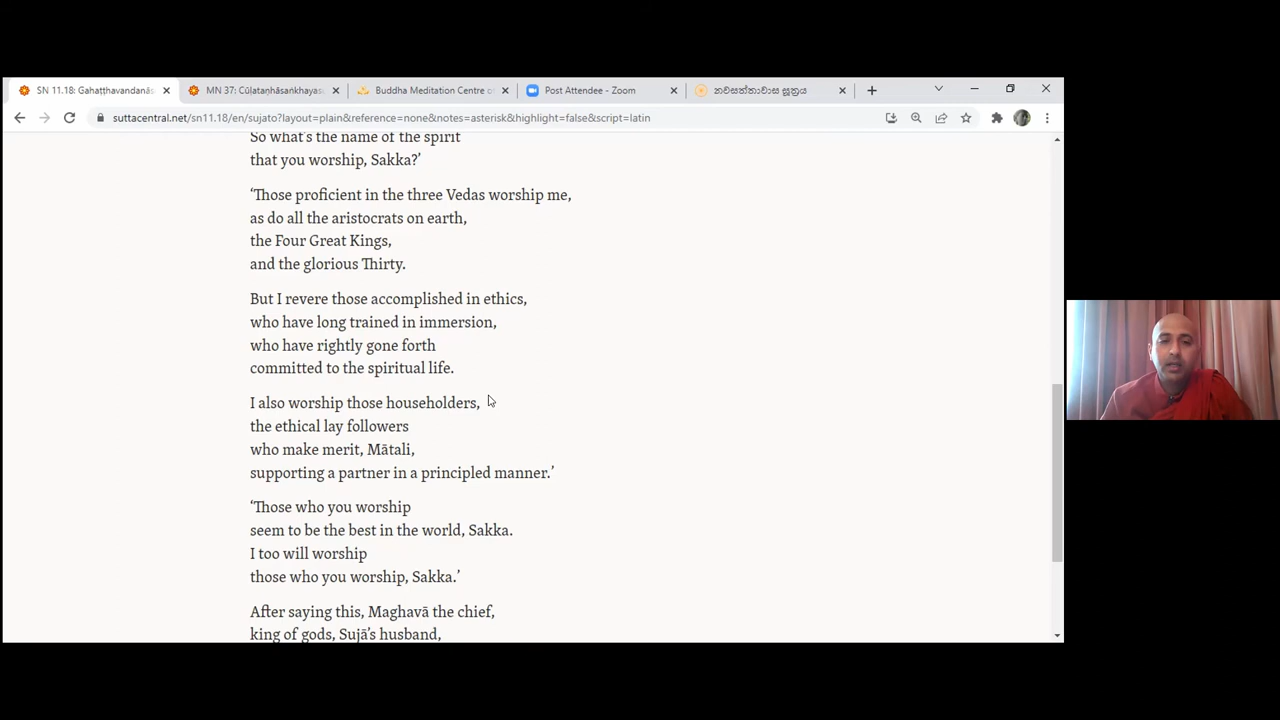 SN 11.18: Gahaṭṭhavandanās
MN 37: Cūḷataṇhāsaṅkhayasu
Buddha Meditation Centre o
Post Attendee - Zoom
නවසත්තාවාස සූත්‍රය
suttacentral.net/sn11.18/en/sujato?layout=plain&reference=none&notes=asterisk&highlight=false&script=latin
So what's the name of the spirit
that you worship, Sakka?’
‘Those proficient in the three Vedas worship me,
as do all the aristocrats on earth,
the Four Great Kings,
and the glorious Thirty.
But I revere those accomplished in ethics,
who have long trained in immersion,
who have rightly gone forth
committed to the spiritual life.
I also worship those householders,
the ethical lay followers
who make merit, Mātali,
supporting a partner in a principled manner.’
‘Those who you worship
seem to be the best in the world, Sakka.
I too will worship
those who you worship, Sakka.’
After saying this, Maghavā the chief,
king of gods, Sujā’s husband,